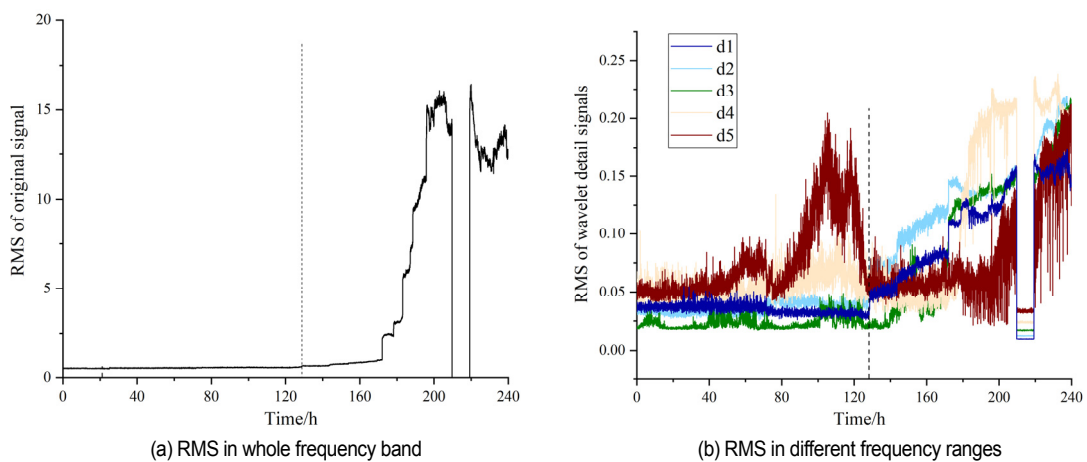 20
15
10
5
0
RMS of original signal
0 40 80 120 160 200 240
Time/h
(a) RMS in whole frequency band
d1
d2
d3
d4
d5
0.25
0.20
0.15
0.10
0.05
0.00
RMS of wavelet detail signals
0 40 80 120 160 200 240
Time/h
(b) RMS in different frequency ranges